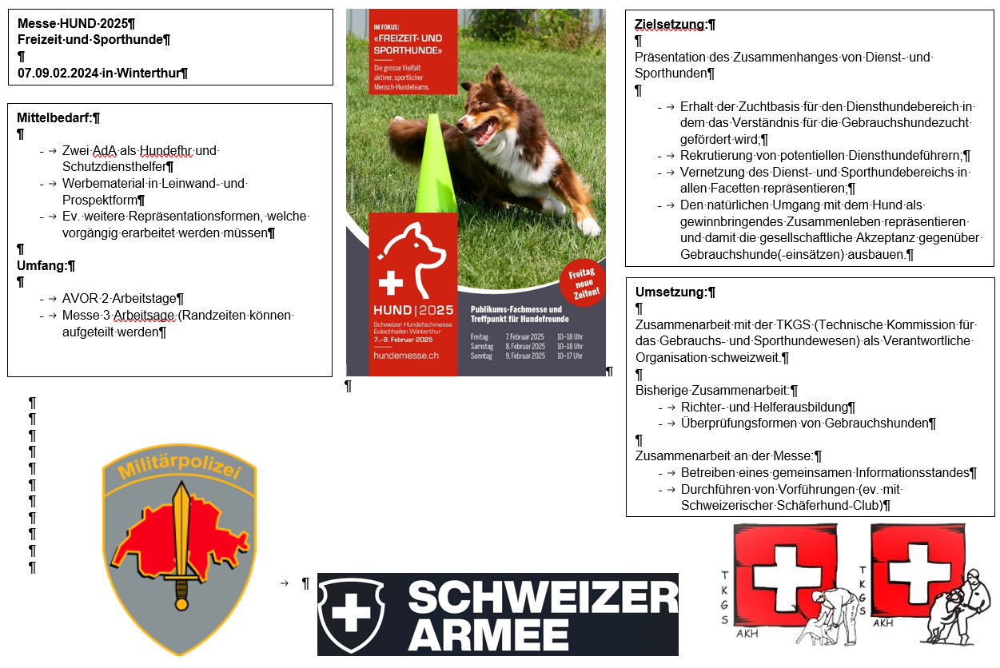 Messe HUND 2025
Freizeit und Sporthunde
07.09.02.2024 in Winterthur
Mittelbedarf:
- Zwei AdA als Hundefhr und
Schutzdiensthelfer
- Werbematerial in Leinwand- und
Prospektform
- Ev. weitere Repräsentationsformen, welche
vorgängig erarbeitet werden müssen
Umfang:
- AVOR 2 Arbeitstage
- Messe 3 Arbeitsage (Randzeiten können
aufgeteilt werden
IM FOKUS:
«FREIZEIT- UND
SPORTHUNDE»
Die grosse Vielfalt
aktiver, sportlicher
Mensch-Hundeteams.
Freitag
neue
Zeiten!
HUND|2025
Schweizer Hundefachmesse
Eulachhallen Winterthur
7.–9. Februar 2025
hundemesse.ch
Publikums-Fachmesse und
Treffpunkt für Hundefreunde
Freitag 7. Februar 2025 10–18 Uhr
Samstag 8. Februar 2025 10–18 Uhr
Sonntag 9. Februar 2025 10–17 Uhr
Zielsetzung:
Präsentation des Zusammenhanges von Dienst- und
Sporthunden
- Erhalt der Zuchtbasis für den Diensthundebereich in
dem das Verständnis für die Gebrauchshundezucht
gefördert wird;
- Rekrutierung von potentiellen Diensthundeführern;
- Vernetzung des Dienst- und Sporthundebereichs in
allen Facetten repräsentieren;
- Den natürlichen Umgang mit dem Hund als
gewinnbringendes Zusammenleben repräsentieren
und damit die gesellschaftliche Akzeptanz gegenüber
Gebrauchshunde(-einsätzen) ausbauen.
Umsetzung:
Zusammenarbeit mit der TKGS (Technische Kommission für
das Gebrauchs- und Sporthundewesen) als Verantwortliche
Organisation schweizweit.
Bisherige Zusammenarbeit:
- Richter- und Helferausbildung
- Überprüfungsformen von Gebrauchshunden
Zusammenarbeit an der Messe:
- Betreiben eines gemeinsamen Informationsstandes
- Durchführen von Vorführungen (ev. mit
Schweizerischer Schäferhund-Club)
Militärpolizei
SCHWEIZER
ARMEE
TKGS
AKH
TKGS
AKH